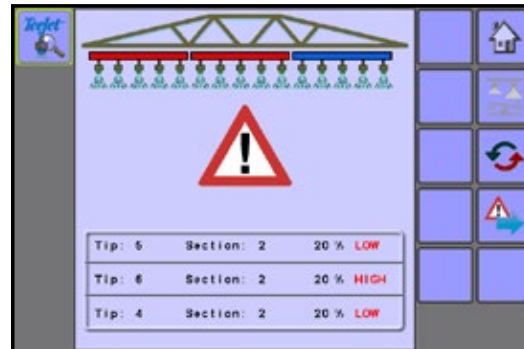 TeeJet
!
Tip: 5 Section: 2 20 % LOW
Tip: 6 Section: 2 20 % HIGH
Tip: 4 Section: 2 20 % LOW